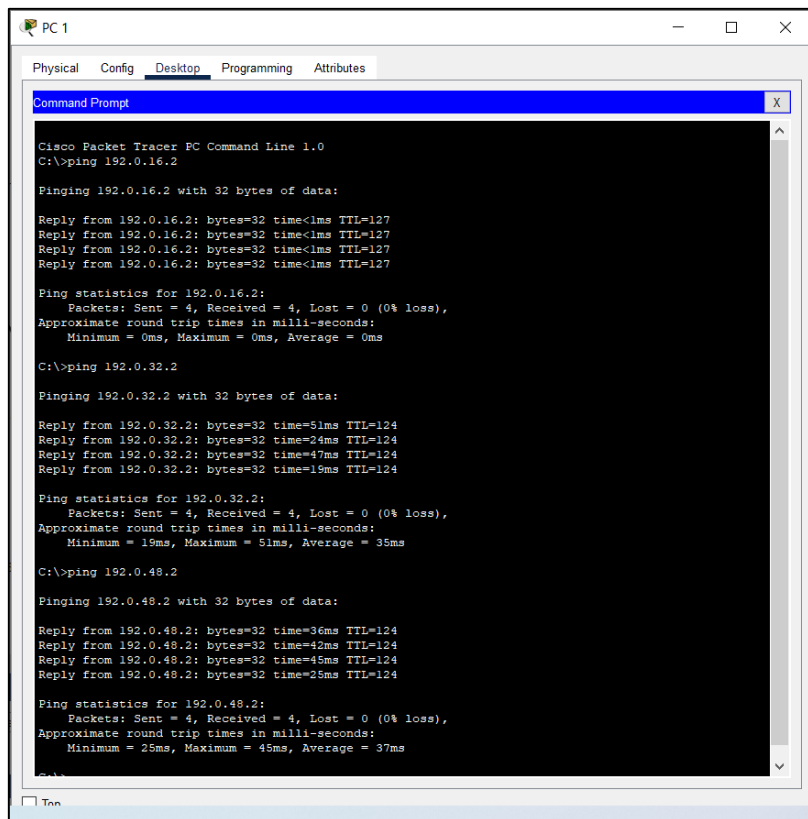 PC 1
Physical Config Desktop Programming Attributes
Command Prompt X
Cisco Packet Tracer PC Command Line 1.0
C:\>ping 192.0.16.2
Pinging 192.0.16.2 with 32 bytes of data:
Reply from 192.0.16.2: bytes=32 time<1ms TTL=127
Reply from 192.0.16.2: bytes=32 time<1ms TTL=127
Reply from 192.0.16.2: bytes=32 time<1ms TTL=127
Reply from 192.0.16.2: bytes=32 time<1ms TTL=127
Ping statistics for 192.0.16.2:
Packets: Sent = 4, Received = 4, Lost = 0 (0% loss),
Approximate round trip times in milli-seconds:
Minimum = 0ms, Maximum = 0ms, Average = 0ms
C:\>ping 192.0.32.2
Pinging 192.0.32.2 with 32 bytes of data:
Reply from 192.0.32.2: bytes=32 time=51ms TTL=124
Reply from 192.0.32.2: bytes=32 time=24ms TTL=124
Reply from 192.0.32.2: bytes=32 time=47ms TTL=124
Reply from 192.0.32.2: bytes=32 time=19ms TTL=124
Ping statistics for 192.0.32.2:
Packets: Sent = 4, Received = 4, Lost = 0 (0% loss),
Approximate round trip times in milli-seconds:
Minimum = 19ms, Maximum = 51ms, Average = 35ms
C:\>ping 192.0.48.2
Pinging 192.0.48.2 with 32 bytes of data:
Reply from 192.0.48.2: bytes=32 time=36ms TTL=124
Reply from 192.0.48.2: bytes=32 time=42ms TTL=124
Reply from 192.0.48.2: bytes=32 time=45ms TTL=124
Reply from 192.0.48.2: bytes=32 time=25ms TTL=124
Ping statistics for 192.0.48.2:
Packets: Sent = 4, Received = 4, Lost = 0 (0% loss),
Approximate round trip times in milli-seconds:
Minimum = 25ms, Maximum = 45ms, Average = 37ms
C:\>
Top